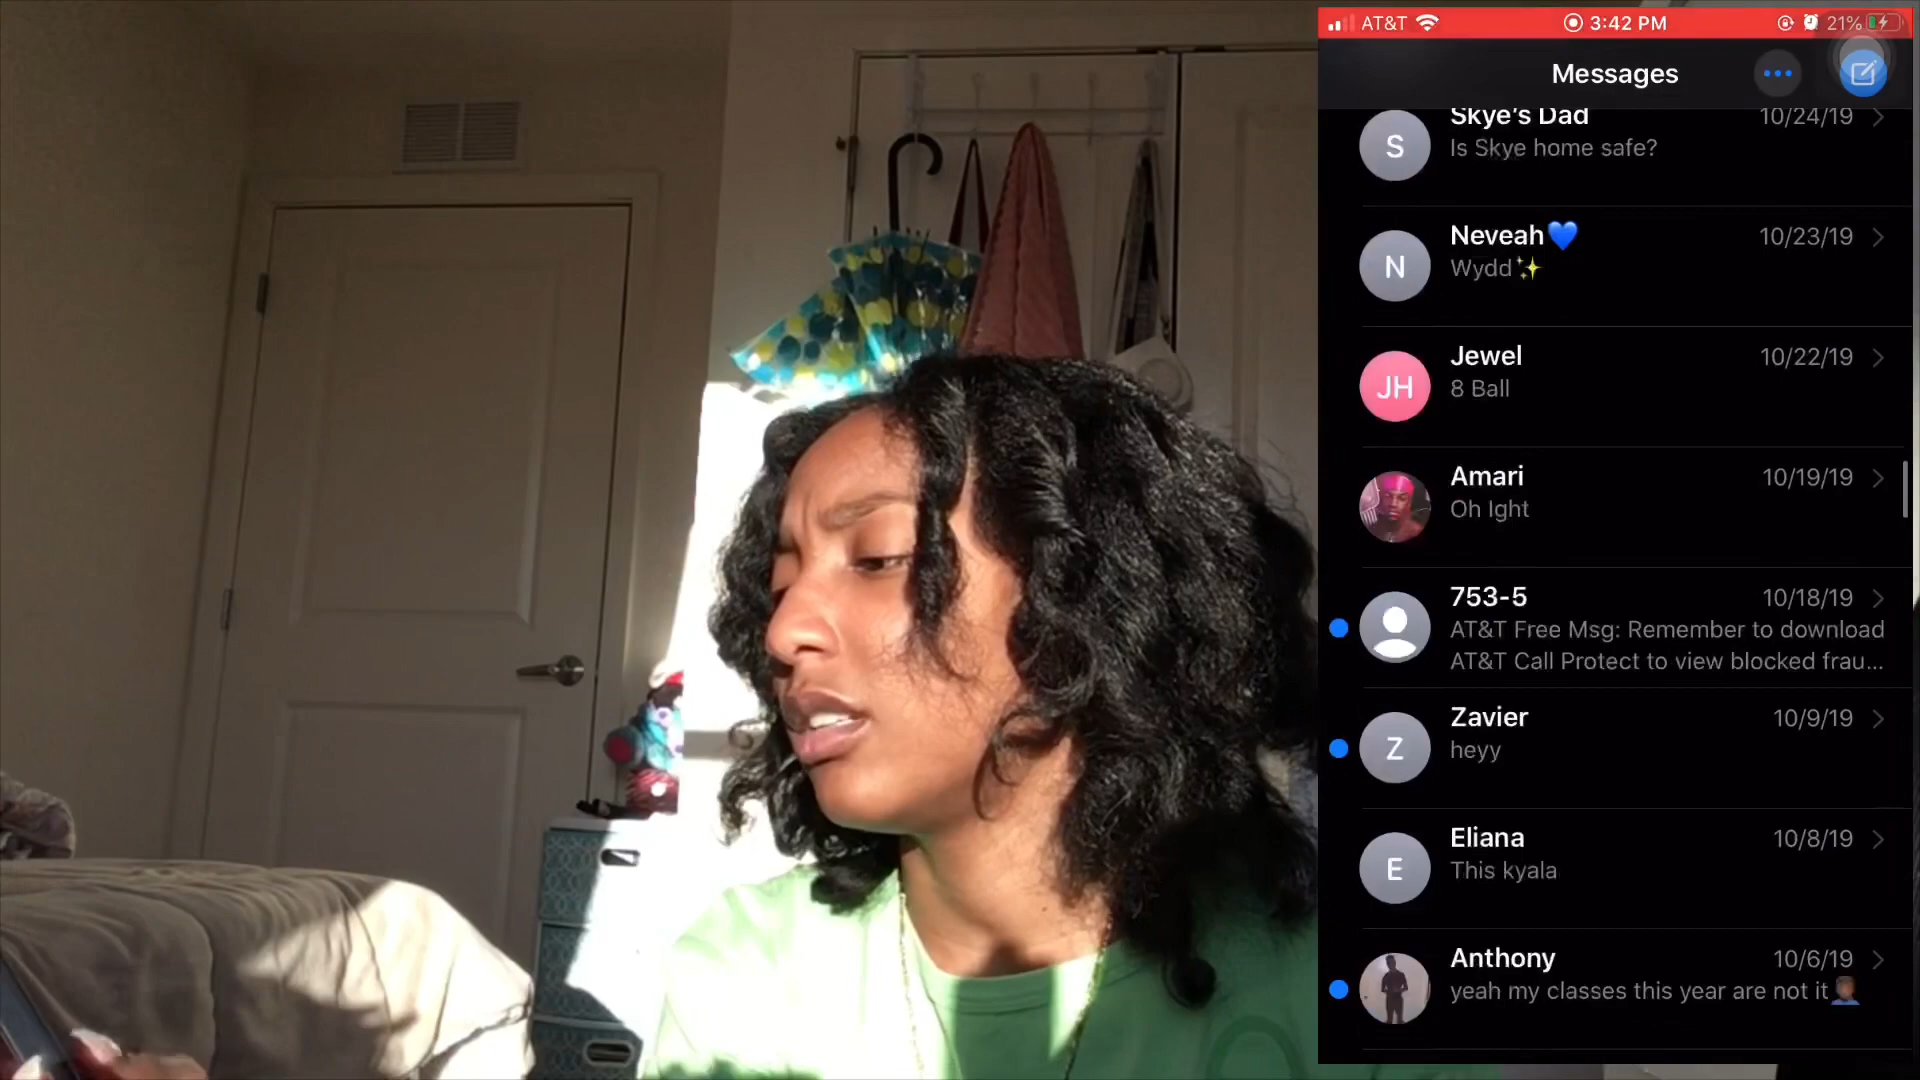 AT&T 3:42 PM 21%
Messages
Skye's Dad 10/24/19
Is Skye home safe?
S
Neveah💙 10/23/19
Wydd✨
N
Jewel 10/22/19
8 Ball
JH
Amari 10/19/19
Oh Ight
753-5 10/18/19
AT&T Free Msg: Remember to download
AT&T Call Protect to view blocked frau...
Zavier 10/9/19
heyy
Z
Eliana 10/8/19
This kyala
E
Anthony 10/6/19
yeah my classes this year are not it🤦🏽‍♂️